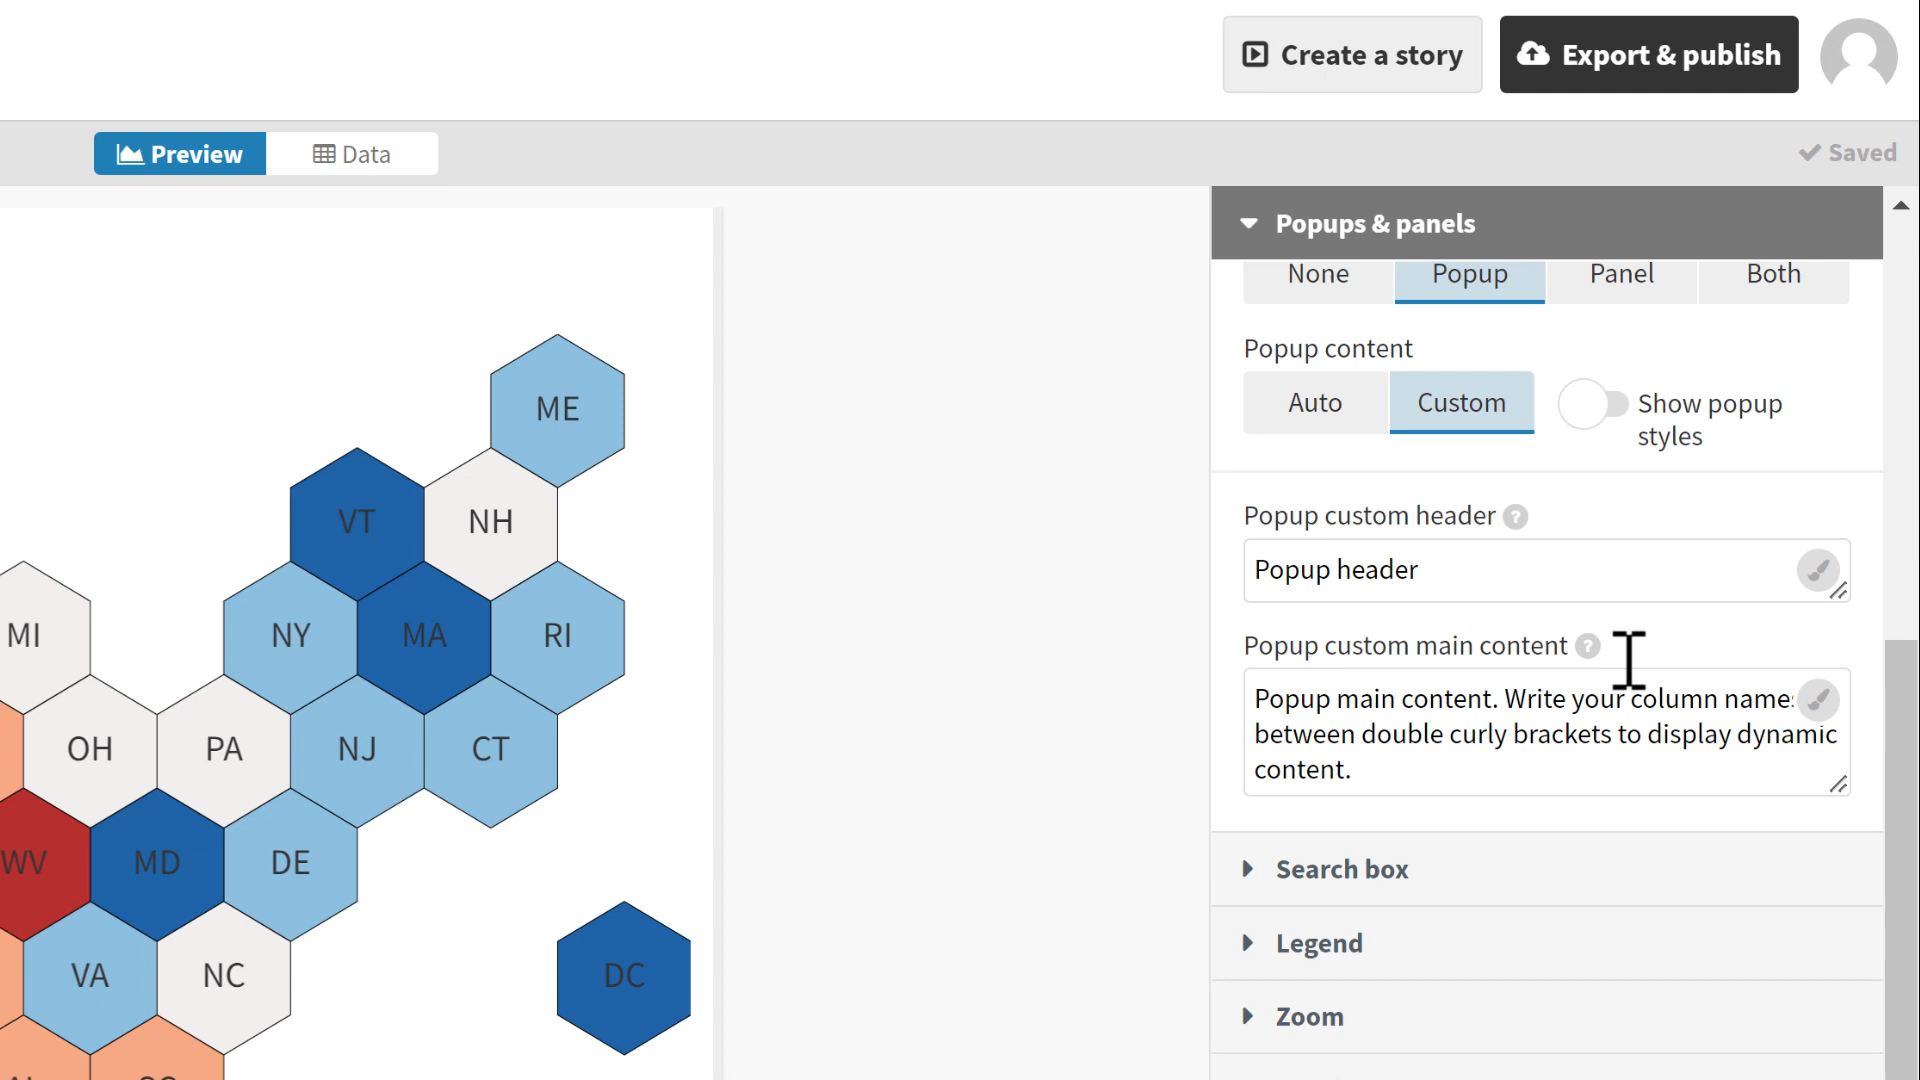 Create a story
Export & publish
Preview
Data
Saved
Popups & panels
None
Popup
Panel
Both
Popup content
Auto
Custom
Show popup
styles
Popup custom header ?
Popup header
Popup custom main content ?
Popup main content. Write your column names
between double curly brackets to display dynamic
content.
Search box
Legend
Zoom
ME
VT
NH
MI
NY
MA
RI
OH
PA
NJ
CT
WV
MD
DE
VA
NC
DC